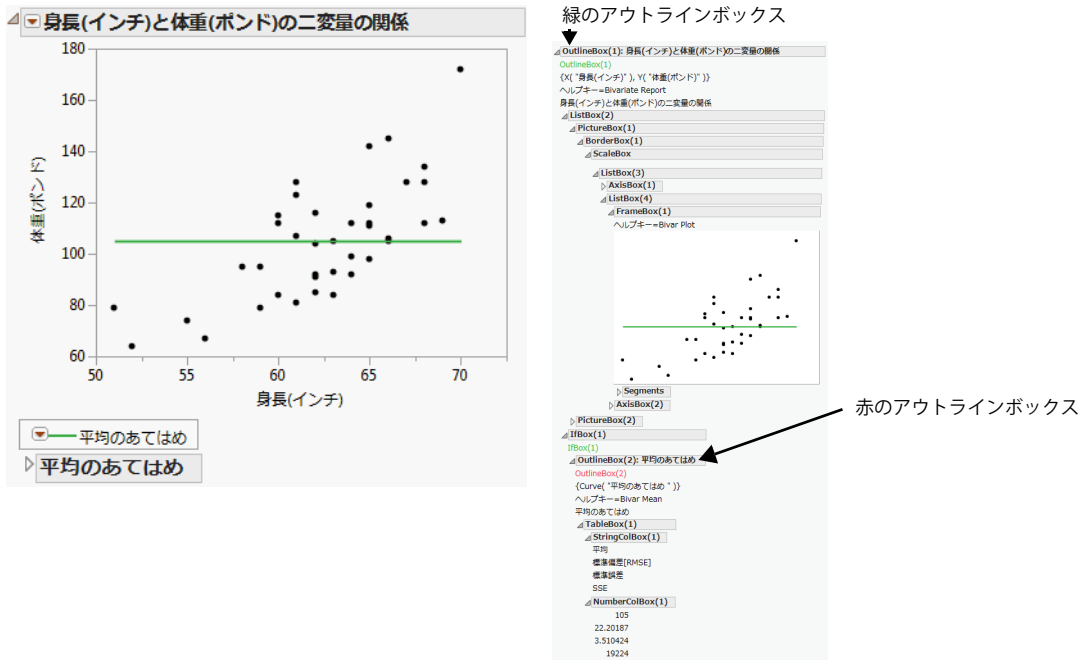 身長(インチ)と体重(ポンド)の二変量の関係
180
160
140
120
100
80
60
体重(ポンド)
50
55
60
65
70
身長(インチ)
平均のあてはめ
平均のあてはめ
緑のアウトラインボックス
OutlineBox(1): 身長(インチ)と体重(ポンド)の二変量の関係
OutlineBox(1)
{X( "身長(インチ)" ), Y( "体重(ポンド)" )}
ヘルプキー=Bivariate Report
身長(インチ)と体重(ポンド)の二変量の関係
ListBox(2)
PictureBox(1)
BorderBox(1)
ScaleBox
ListBox(3)
AxisBox(1)
ListBox(4)
FrameBox(1)
ヘルプキー=Bivar Plot
Segments
AxisBox(2)
PictureBox(2)
赤のアウトラインボックス
IfBox(1)
IfBox(1)
OutlineBox(2): 平均のあてはめ
OutlineBox(2)
{Curve( "平均のあてはめ " )}
ヘルプキー=Bivar Mean
平均のあてはめ
TableBox(1)
StringColBox(1)
平均
標準偏差[RMSE]
標準誤差
SSE
NumberColBox(1)
105
22.20187
3.510424
19224